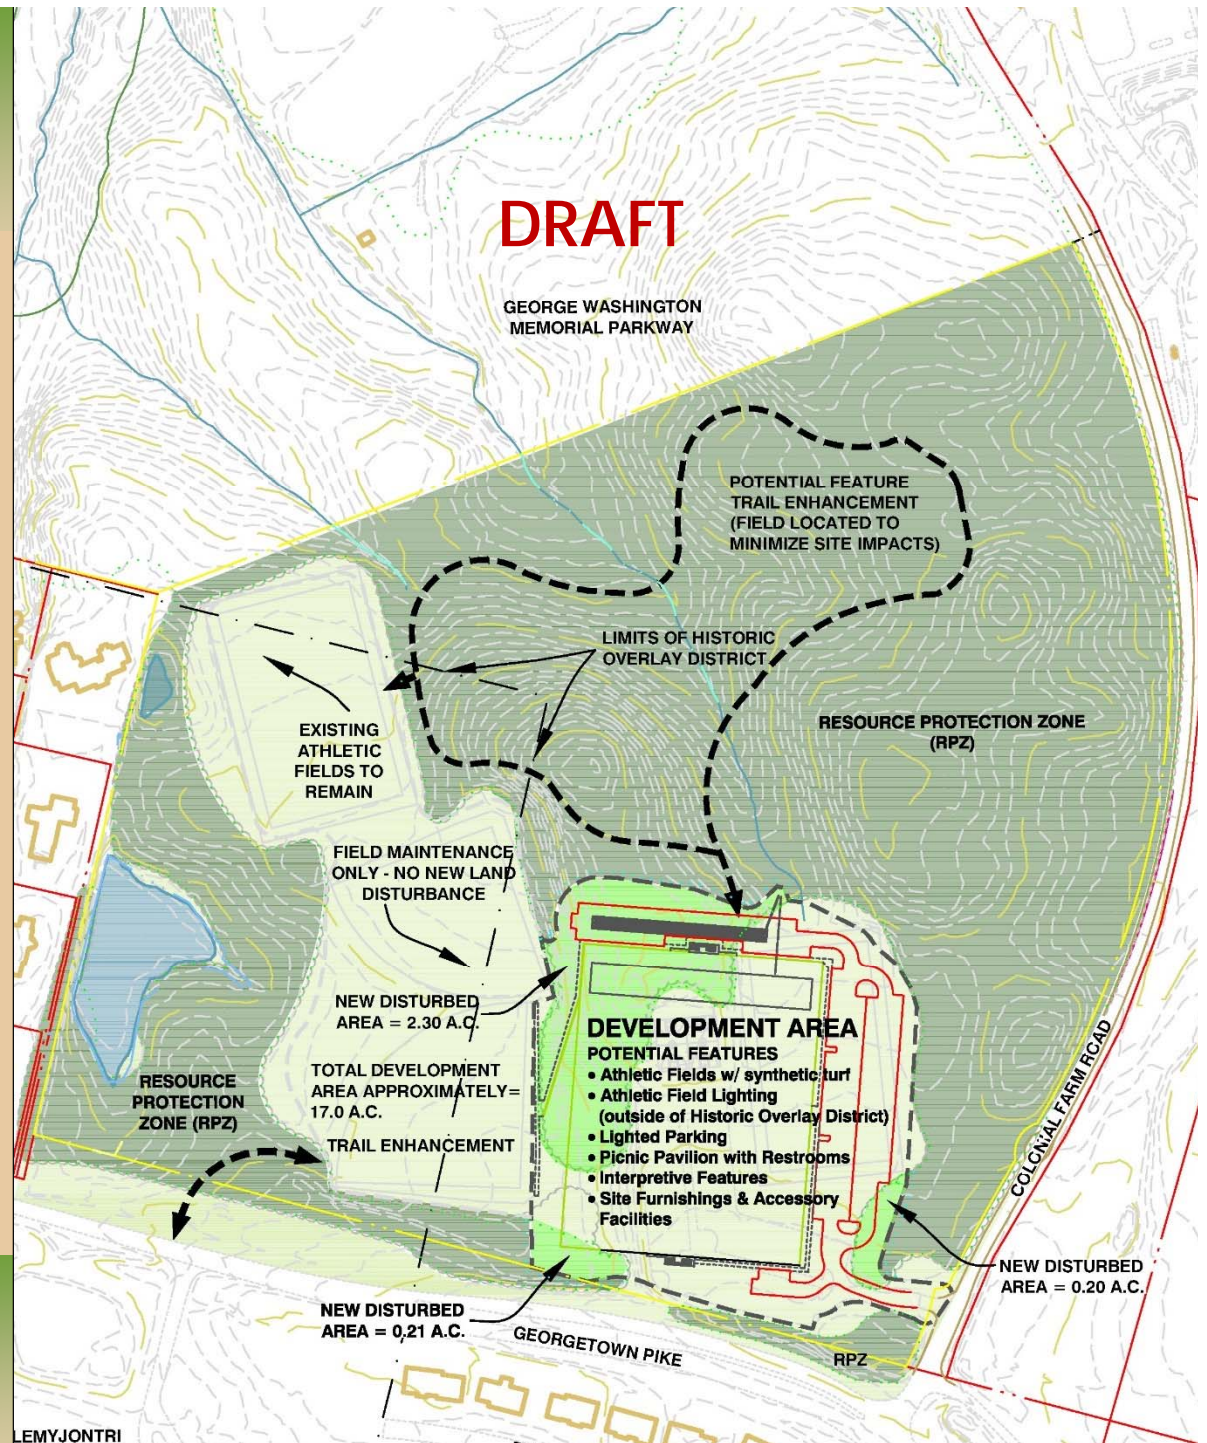 DRAFT
GEORGE WASHINGTON
MEMORIAL PARKWAY
POTENTIAL FEATURE
TRAIL ENHANCEMENT
(FIELD LOCATED TO
MINIMIZE SITE IMPACTS)
LIMITS OF HISTORIC
OVERLAY DISTRICT
RESOURCE PROTECTION ZONE
(RPZ)
EXISTING
ATHLETIC
FIELDS TO
REMAIN
FIELD MAINTENANCE
ONLY - NO NEW LAND
DISTURBANCE
NEW DISTURBED
AREA = 2.30 A.C.
DEVELOPMENT AREA
POTENTIAL FEATURES
• Athletic Fields w/ synthetic turf
• Athletic Field Lighting
(outside of Historic Overlay District)
• Lighted Parking
• Picnic Pavilion with Restrooms
• Interpretive Features
• Site Furnishings & Accessory
Facilities
TOTAL DEVELOPMENT
AREA APPROXIMATELY=
17.0 A.C.
TRAIL ENHANCEMENT
RESOURCE
PROTECTION
ZONE (RPZ)
COLONIAL FARM ROAD
NEW DISTURBED
AREA = 0.20 A.C.
NEW DISTURBED
AREA = 0.21 A.C.
GEORGETOWN PIKE
RPZ
LEMYJONTRI